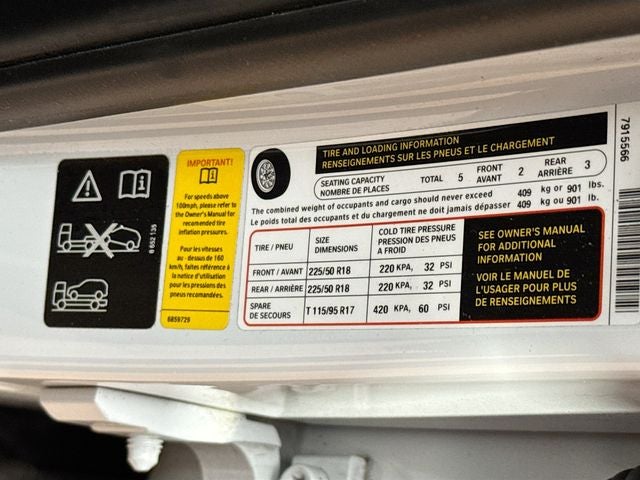 8 652 135
IMPORTANT!
For speeds above
100mph, please refer to
the Owner's Manual for
recommended
tire inflation
pressures.
Pour les vitesses
au - dessus de 160
km/h, faites référence à
la notice d'utilisation
pour les pressions des
pneus recomandées.
6859729
TIRE AND LOADING INFORMATION
RENSEIGNEMENTS SUR LES PNEUS ET LE CHARGEMENT
SEATING CAPACITY
NOMBRE DE PLACES
TOTAL 5
FRONT
AVANT
2
REAR
ARRIÈRE
3
The combined weight of occupants and cargo should never exceed 409 kg or 901 lbs.
Le poids total des occupants et du chargement ne doit jamais dépasser 409 kg ou 901 lb.
TIRE / PNEU
SIZE
DIMENSIONS
COLD TIRE PRESSURE
PRESSION DES PNEUS
A FROID
FRONT / AVANT 225/50 R18 220 KPA, 32 PSI
REAR / ARRIÈRE 225/50 R18 220 KPA, 32 PSI
SPARE
DE SECOURS
T 115/95 R17 420 KPA, 60 PSI
SEE OWNER'S MANUAL
FOR ADDITIONAL
INFORMATION
VOIR LE MANUEL DE
L'USAGER POUR PLUS
DE RENSEIGNEMENTS
7915566